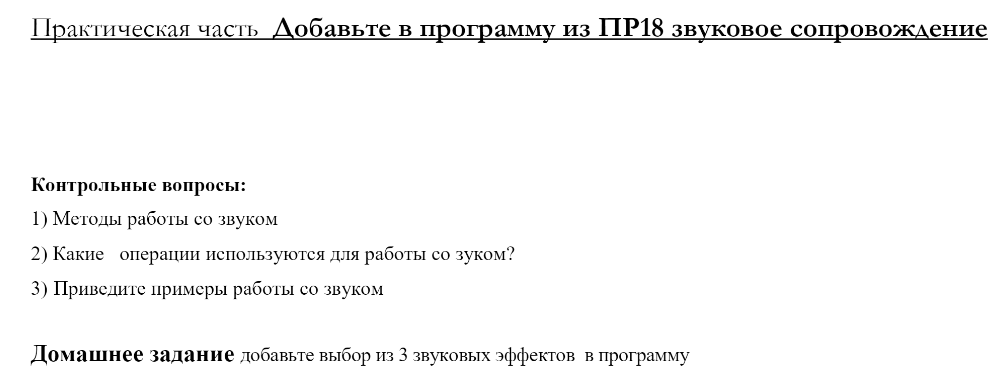 Практическая часть Добавьте в программу из ПР18 звуковое сопровождение
Контрольные вопросы:
1) Методы работы со звуком
2) Какие операции используются для работы со зуком?
3) Приведите примеры работы со звуком
Домашнее задание добавьте выбор из 3 звуковых эффектов в программу